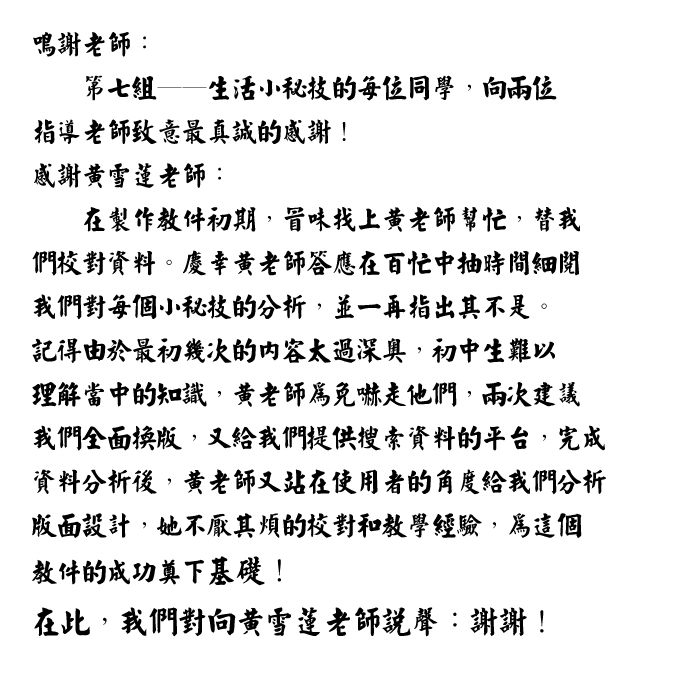 鳴謝老師：
第七組——生活小秘技的每位同學，向兩位
指導老師致意最真誠的感謝！
感謝黃雪蓮老師：
在製作教件初期，冒昧找上黃老師幫忙，替我
們校對資料。慶幸黃老師答應在百忙中抽時間細閱
我們對每個小秘技的分析，並一再指出其不是。
記得由於最初幾次的內容太過深奧，初中生難以
理解當中的知識，黃老師為免嚇走他們，兩次建議
我們全面換版，又給我們提供搜索資料的平台，完成
資料分析後，黃老師又站在使用者的角度給我們分析
版面設計，她不厭其煩的校對和教學經驗，為這個
教件的成功奠下基礎！
在此，我們對向黃雪蓮老師説聲：謝謝！